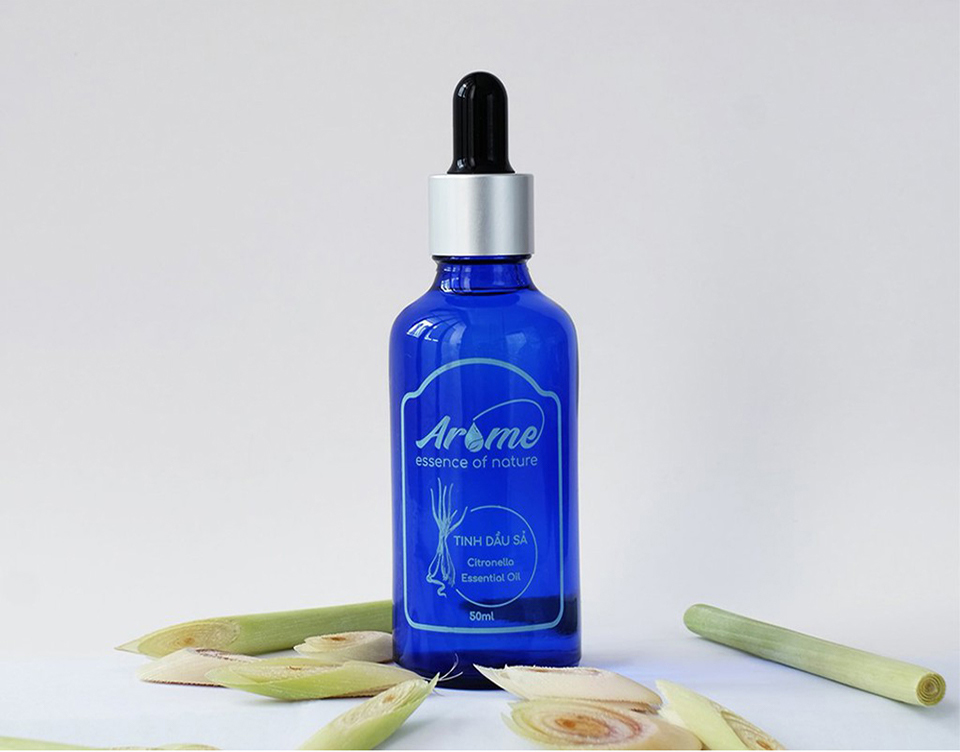 Arome
essence of nature
TINH DẦU SẢ
Citronella
Essential Oil
50ml